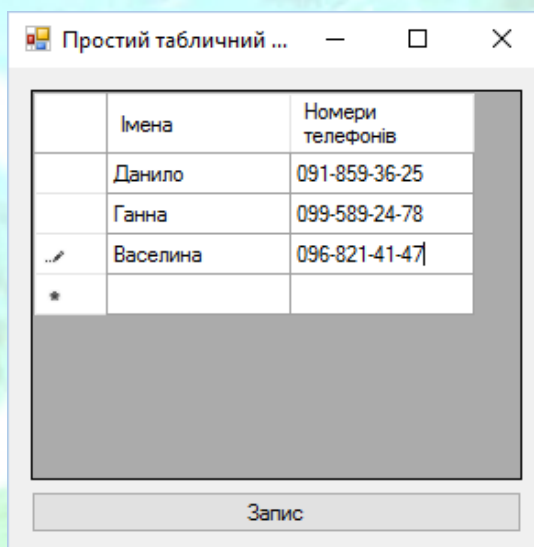 Простий табличний ...
Імена
Номери
телефонів
Данило 091-859-36-25
Ганна 099-589-24-78
Васелина 096-821-41-47
Запис